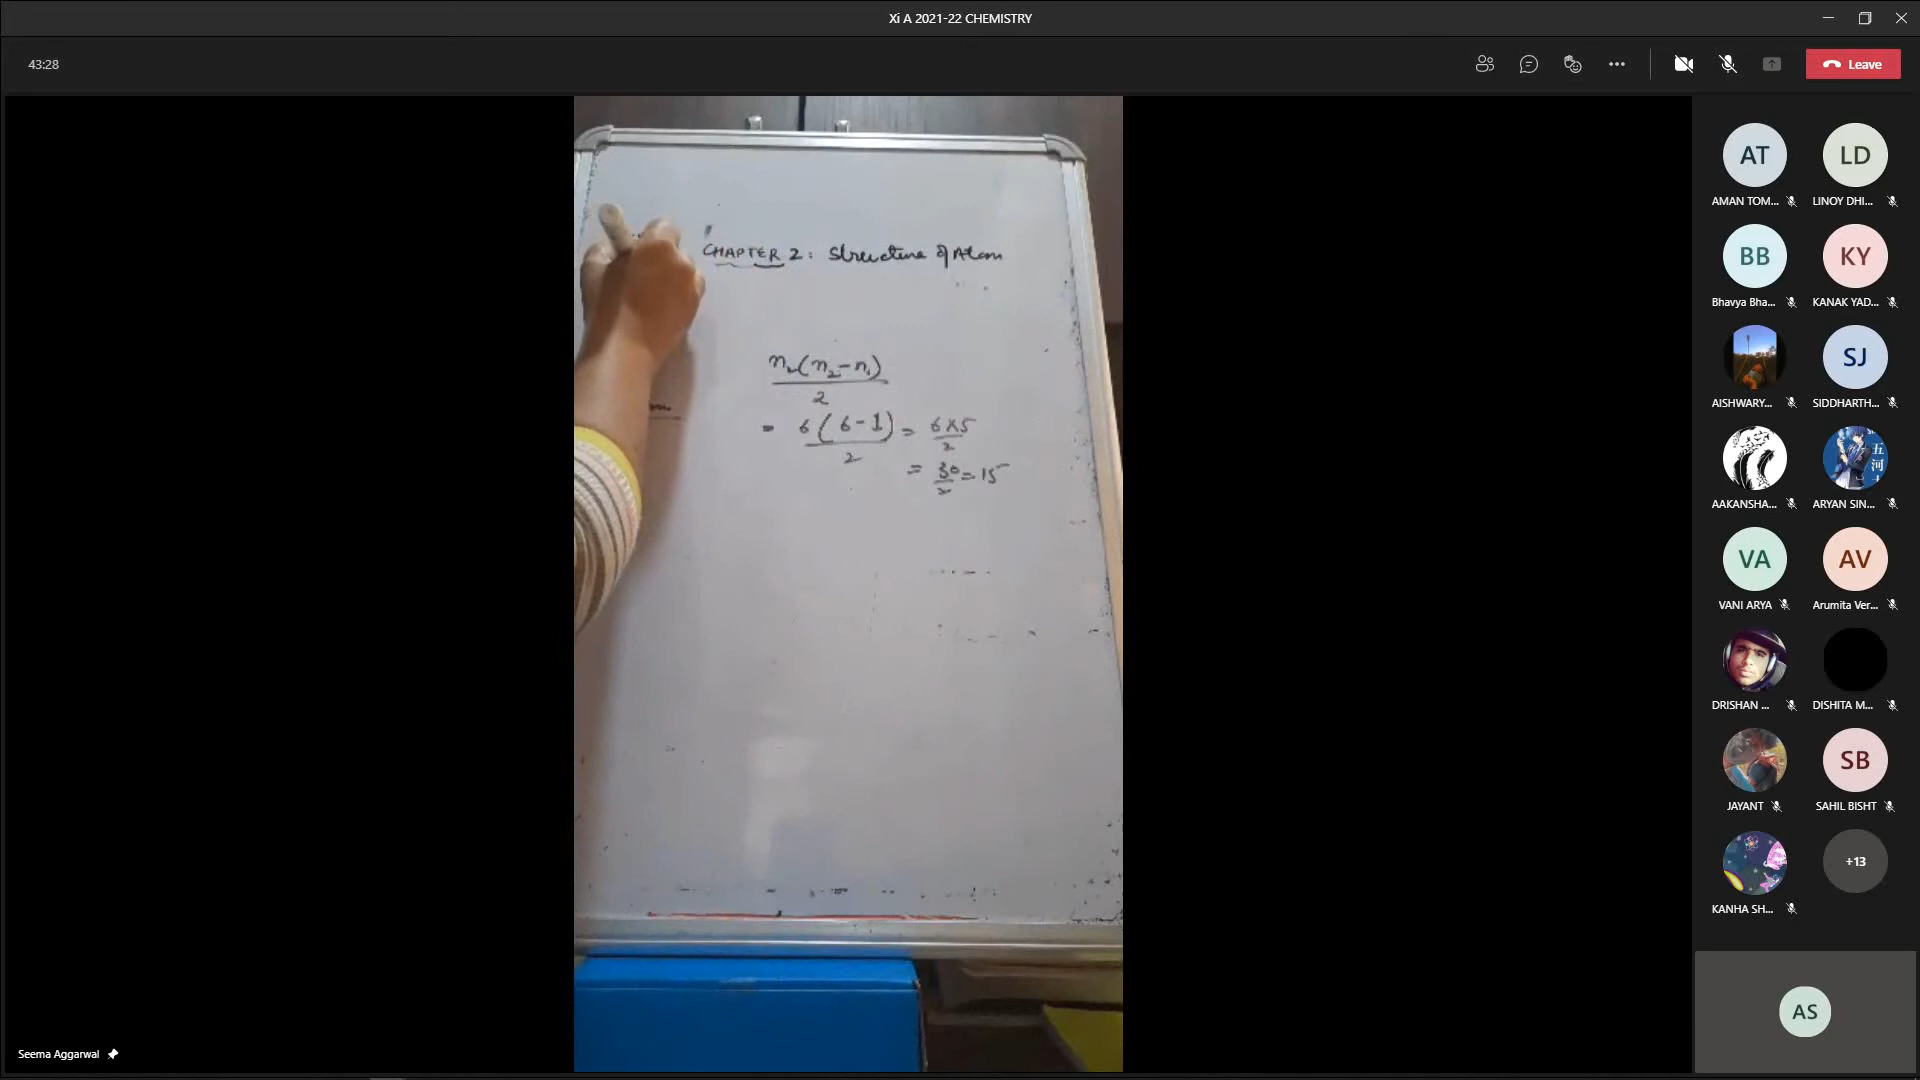 Xi A 2021-22 CHEMISTRY
43:28
Leave
CHAPTER 2: Structure of Atom
n₂(n₂-n₁)
2
= 6(6-1) = 6x5
2 2
= 30 = 15
2
AT
AMAN TOM...
LD
LINOY DHI...
BB
Bhavya Bha...
KY
KANAK YAD...
AISHWARY...
SJ
SIDDHARTH...
AAKANSHA...
五
河
ARYAN SIN...
VA
VANI ARYA
AV
Arumita Ver...
DRISHAN ...
DISHITA M...
JAYANT
SB
SAHIL BISHT
KANHA SH...
+13
AS
Seema Aggarwal